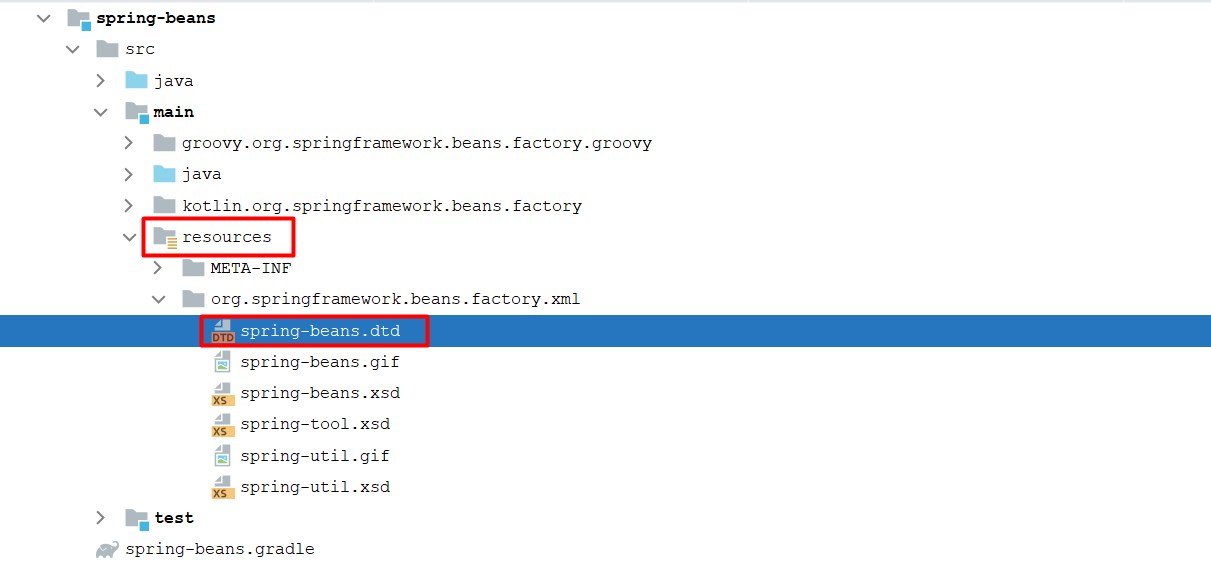 spring-beans
src
java
main
groovy.org.springframework.beans.factory.groovy
java
kotlin.org.springframework.beans.factory
resources
META-INF
org.springframework.beans.factory.xml
DTD spring-beans.dtd
spring-beans.gif
XS spring-beans.xsd
XS spring-tool.xsd
spring-util.gif
XS spring-util.xsd
test
spring-beans.gradle